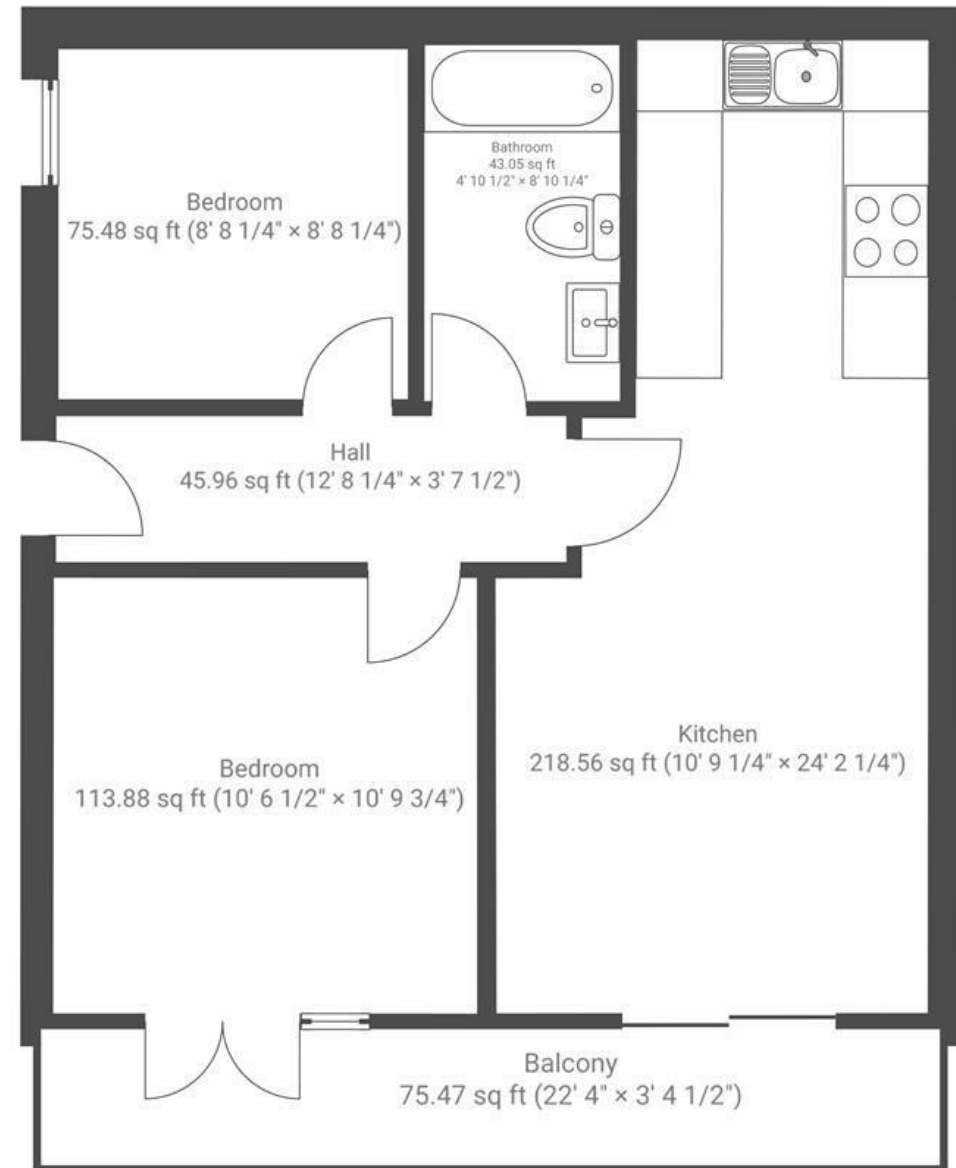 Bedroom
75.48 sq ft (8' 8 1/4" × 8' 8 1/4")
Bathroom
43.05 sq ft
4' 10 1/2" × 8' 10 1/4"
Hall
45.96 sq ft (12' 8 1/4" × 3' 7 1/2")
Bedroom
113.88 sq ft (10' 6 1/2" × 10' 9 3/4")
Kitchen
218.56 sq ft (10' 9 1/4" × 24' 2 1/4")
Balcony
75.47 sq ft (22' 4" × 3' 4 1/2")